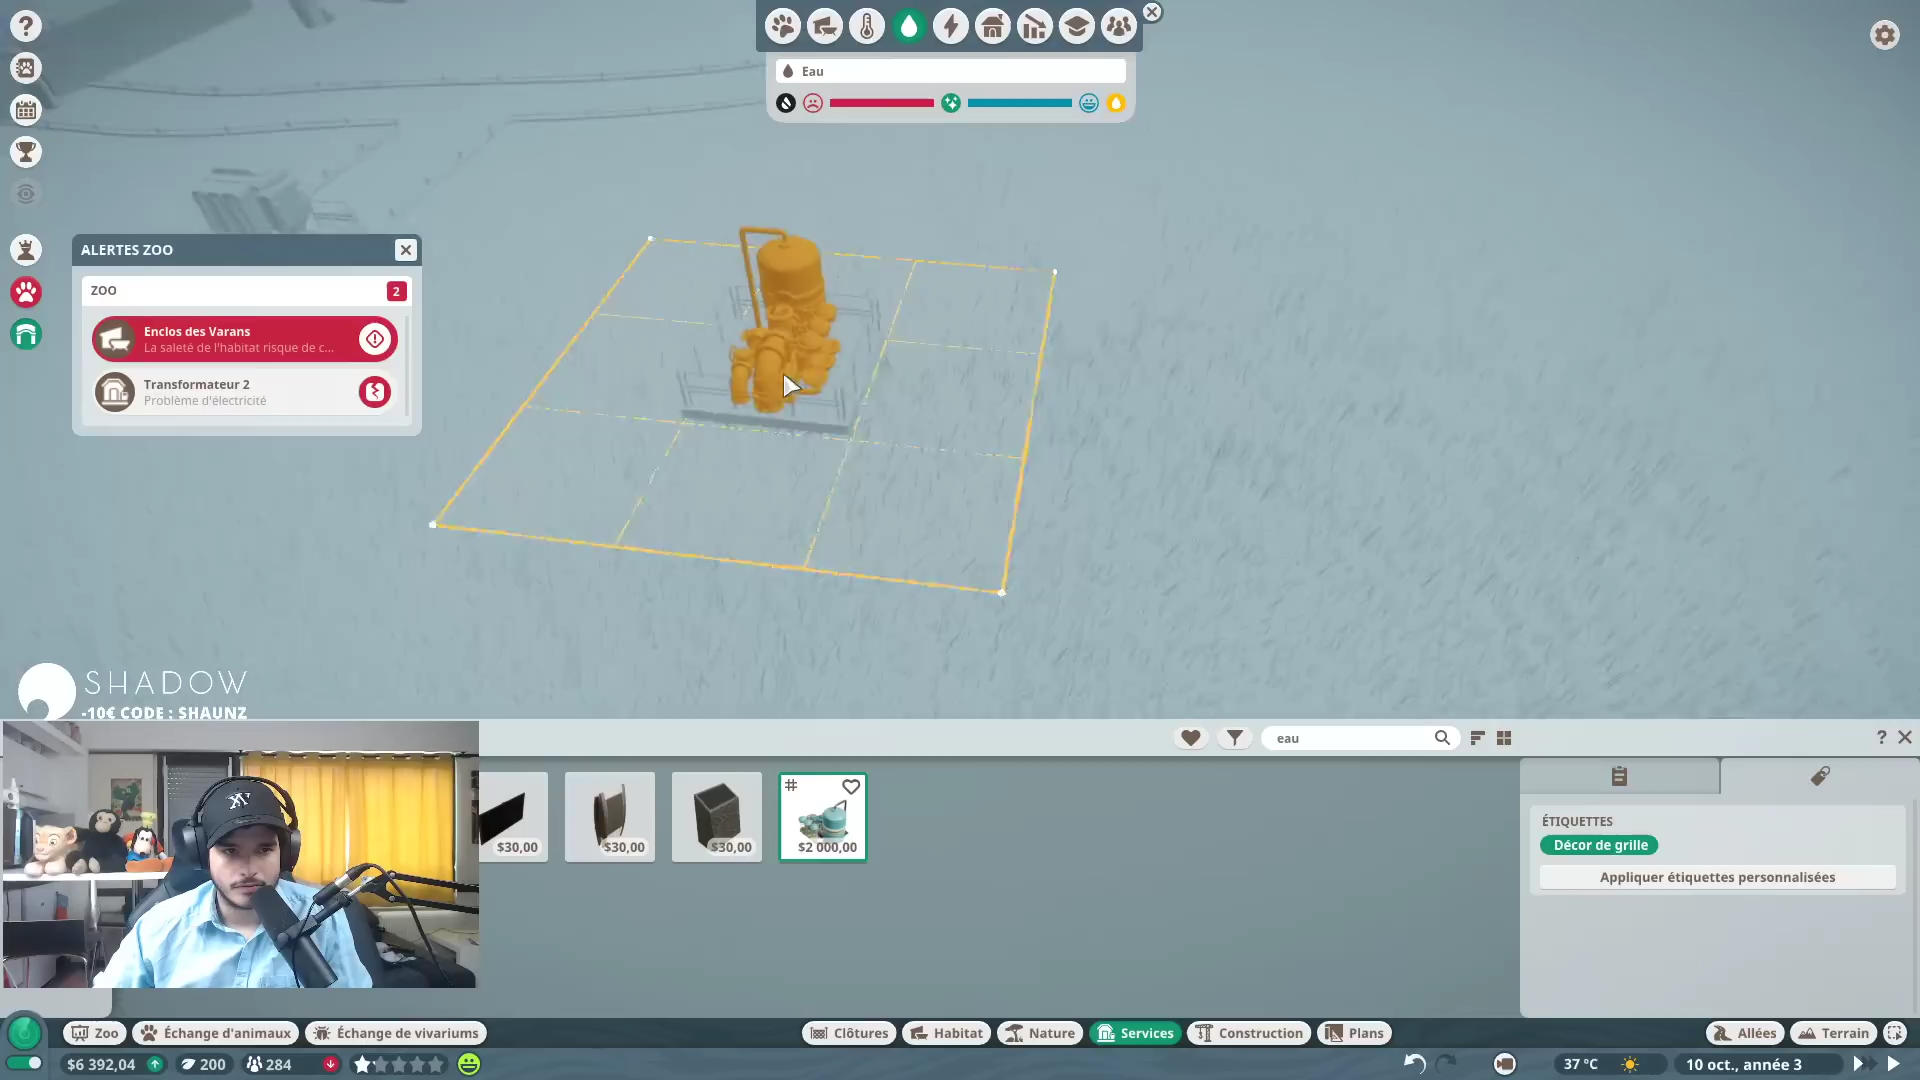 Eau
ALERTES ZOO
ZOO
2
Enclos des Varans
La saleté de l'habitat risque de c...
Transformateur 2
Problème d'électricité
SHADOW
-10€ CODE : SHAUNZ
eau
?
$30,00
$30,00
$30,00
$2 000,00
ÉTIQUETTES
Décor de grille
Appliquer étiquettes personnalisées
Zoo
Échange d'animaux
Échange de vivariums
Clôtures
Habitat
Nature
Services
Construction
Plans
Allées
Terrain
$6 392,04
200
284
37 °C
10 oct., année 3